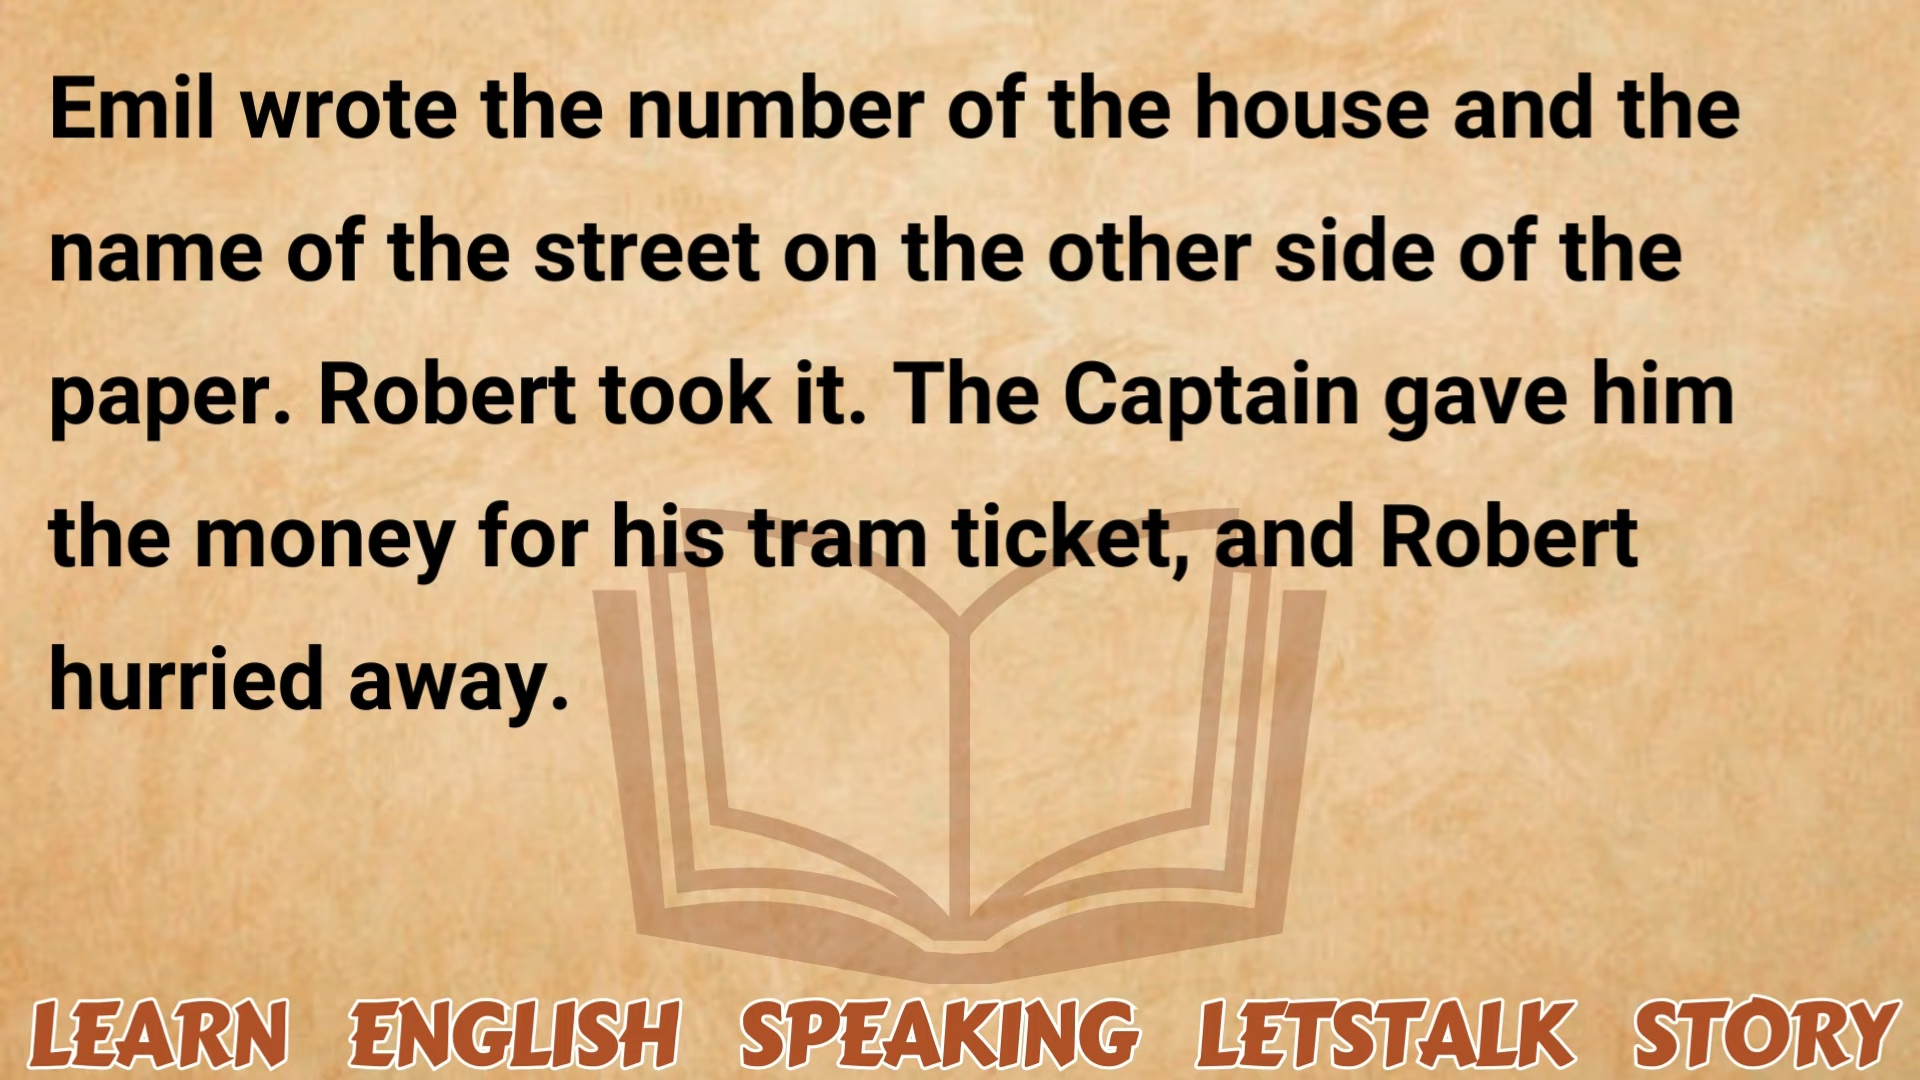 Emil wrote the number of the house and the
name of the street on the other side of the
paper. Robert took it. The Captain gave him
the money for his tram ticket, and Robert
hurried away.
LEARN ENGLISH SPEAKING LETSTALK STORY